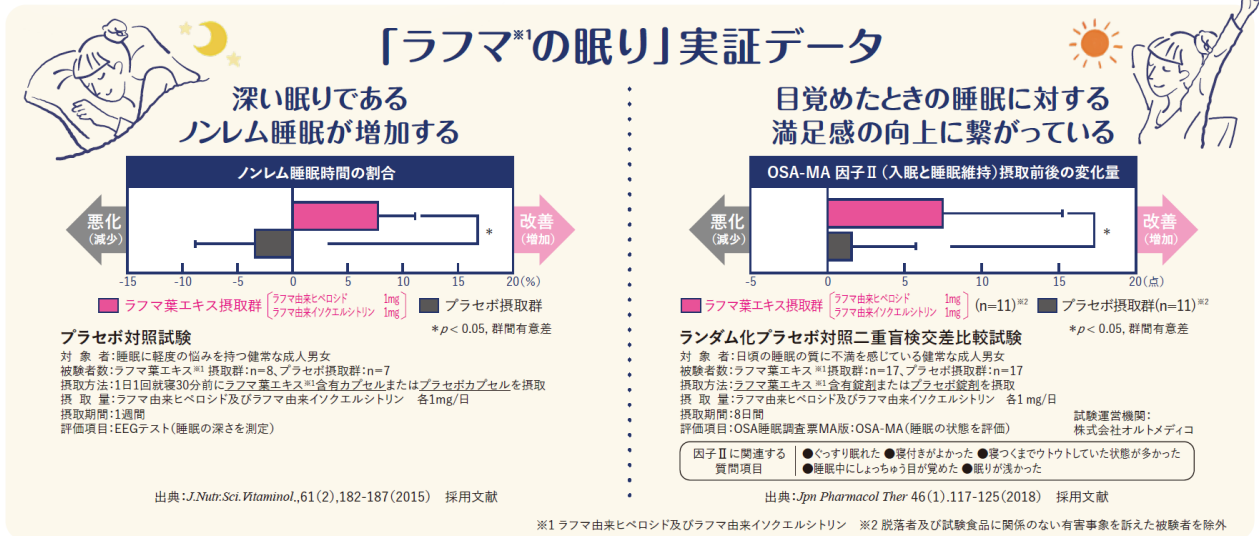 「ラフマ※1の眠り」実証データ
深い眠りである
ノンレム睡眠が増加する
ノンレム睡眠時間の割合
悪化
（減少）
改善
（増加）
*
-15 -10 -5 0 5 10 15 20(%)
ラフマ葉エキス摂取群 ラフマ由来ヒペロシド 1mg
ラフマ由来イソクエルシトリン 1mg
プラセボ摂取群
*p< 0.05, 群間有意差
プラセボ対照試験
対象者：睡眠に軽度の悩みを持つ健常な成人男女
被験者数：ラフマ葉エキス※1 摂取群：n=8、プラセボ摂取群：n=7
摂取方法：1日1回就寝30分前にラフマ葉エキス※1含有カプセルまたはプラセボカプセルを摂取
摂取量：ラフマ由来ヒペロシド及びラフマ由来イソクエルシトリン 各1mg/日
摂取期間：1週間
評価項目：EEGテスト（睡眠の深さを測定）
出典：J.Nutr.Sci.Vitaminol.,61(2),182-187(2015) 採用文献
目覚めたときの睡眠に対する
満足感の向上に繋がっている
OSA-MA 因子Ⅱ（入眠と睡眠維持）摂取前後の変化量
悪化
（減少）
改善
（増加）
*
-5 0 5 10 15 20(点)
ラフマ葉エキス摂取群 ラフマ由来ヒペロシド 1mg
ラフマ由来イソクエルシトリン 1mg
(n=11)※2
プラセボ摂取群(n=11)※2
*p< 0.05, 群間有意差
ランダム化プラセボ対照二重盲検交差比較試験
対象者：日頃の睡眠の質に不満を感じている健常な成人男女
被験者数：ラフマ葉エキス※1 摂取群：n=17、プラセボ摂取群：n=17
摂取方法：ラフマ葉エキス※1含有錠剤またはプラセボ錠剤を摂取
摂取量：ラフマ由来ヒペロシド及びラフマ由来イソクエルシトリン 各1 mg/日
摂取期間：8日間
評価項目：OSA睡眠調査票MA版：OSA-MA（睡眠の状態を評価）
試験運営機関：
株式会社オルトメディコ
因子Ⅱに関連する
質問項目
●ぐっすり眠れた ●寝付きがよかった ●寝つくまでウトウトしていた状態が多かった
●睡眠中にしょっちゅう目が覚めた ●眠りが浅かった
出典：Jpn Pharmacol Ther 46(1).117-125(2018) 採用文献
※1 ラフマ由来ヒペロシド及びラフマ由来イソクエルシトリン ※2 脱落者及び試験食品に関係のない有害事象を訴えた被験者を除外